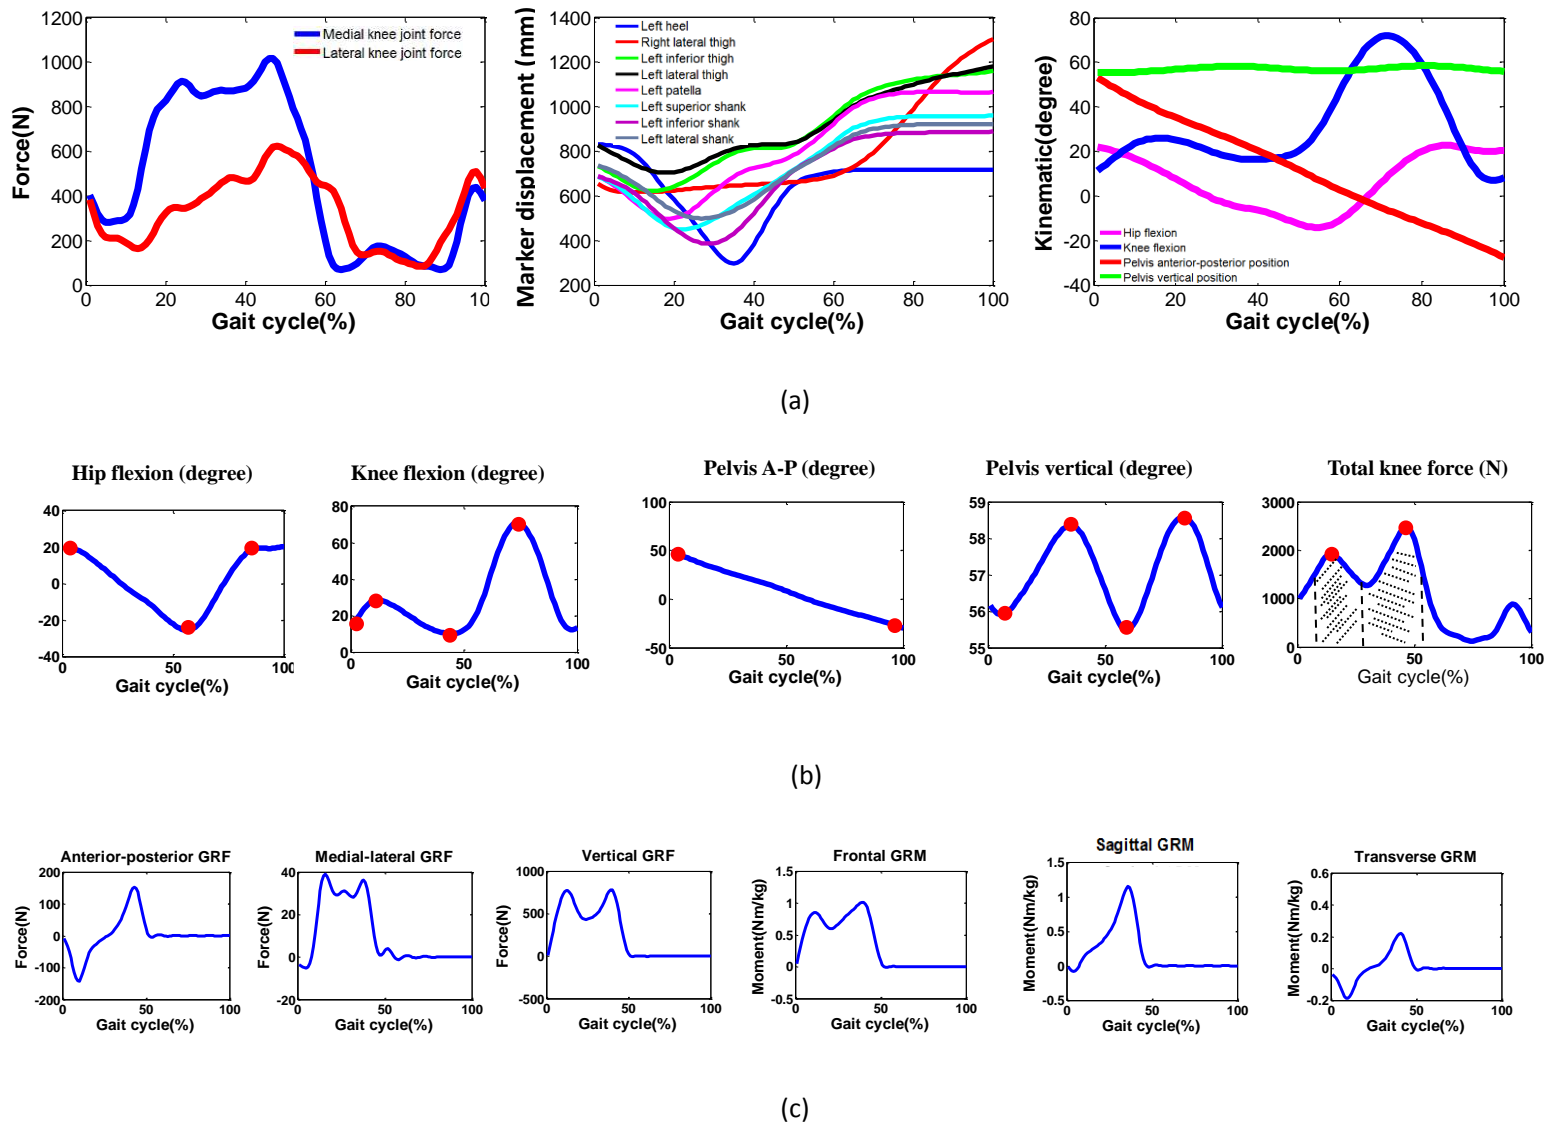 1200
1000
800
600
400
200
0
Force(N)
Medial knee joint force
Lateral knee joint force
0 20 40 60 80 10
Gait cycle(%)
1400
1200
1000
800
600
400
200
Marker displacement (mm)
Left heel
Right lateral thigh
Left inferior thigh
Left lateral thigh
Left patella
Left superior shank
Left inferior shank
Left lateral shank
0 20 40 60 80 100
Gait cycle(%)
80
60
40
20
0
-20
-40
Kinematic(degree)
Hip flexion
Knee flexion
Pelvis anterior-posterior position
Pelvis vertical position
0 20 40 60 80 100
Gait cycle(%)
(a)
Hip flexion (degree)
40
20
0
-20
-40
0 50 100
Gait cycle(%)
Knee flexion (degree)
80
60
40
20
0
0 50 100
Gait cycle(%)
Pelvis A-P (degree)
100
50
0
-50
0 50 100
Gait cycle(%)
Pelvis vertical (degree)
59
58
57
56
55
0 50 100
Gait cycle(%)
Total knee force (N)
3000
2000
1000
0
0 50 100
Gait cycle(%)
(b)
Anterior-posterior GRF
200
100
0
-100
-200
Force(N)
0 50 100
Gait cycle(%)
Medial-lateral GRF
40
20
0
-20
Force(N)
0 50 100
Gait cycle(%)
Vertical GRF
1000
500
0
-500
Force(N)
0 50 100
Gait cycle(%)
Frontal GRM
1.5
1
0.5
0
-0.5
Moment(Nm/kg)
0 50 100
Gait cycle(%)
Sagittal GRM
1.5
1
0.5
0
-0.5
Moment(Nm/kg)
0 50 100
Gait cycle(%)
Transverse GRM
0.6
0.4
0.2
0
-0.2
Moment(Nm/kg)
0 50 100
Gait cycle(%)
(c)